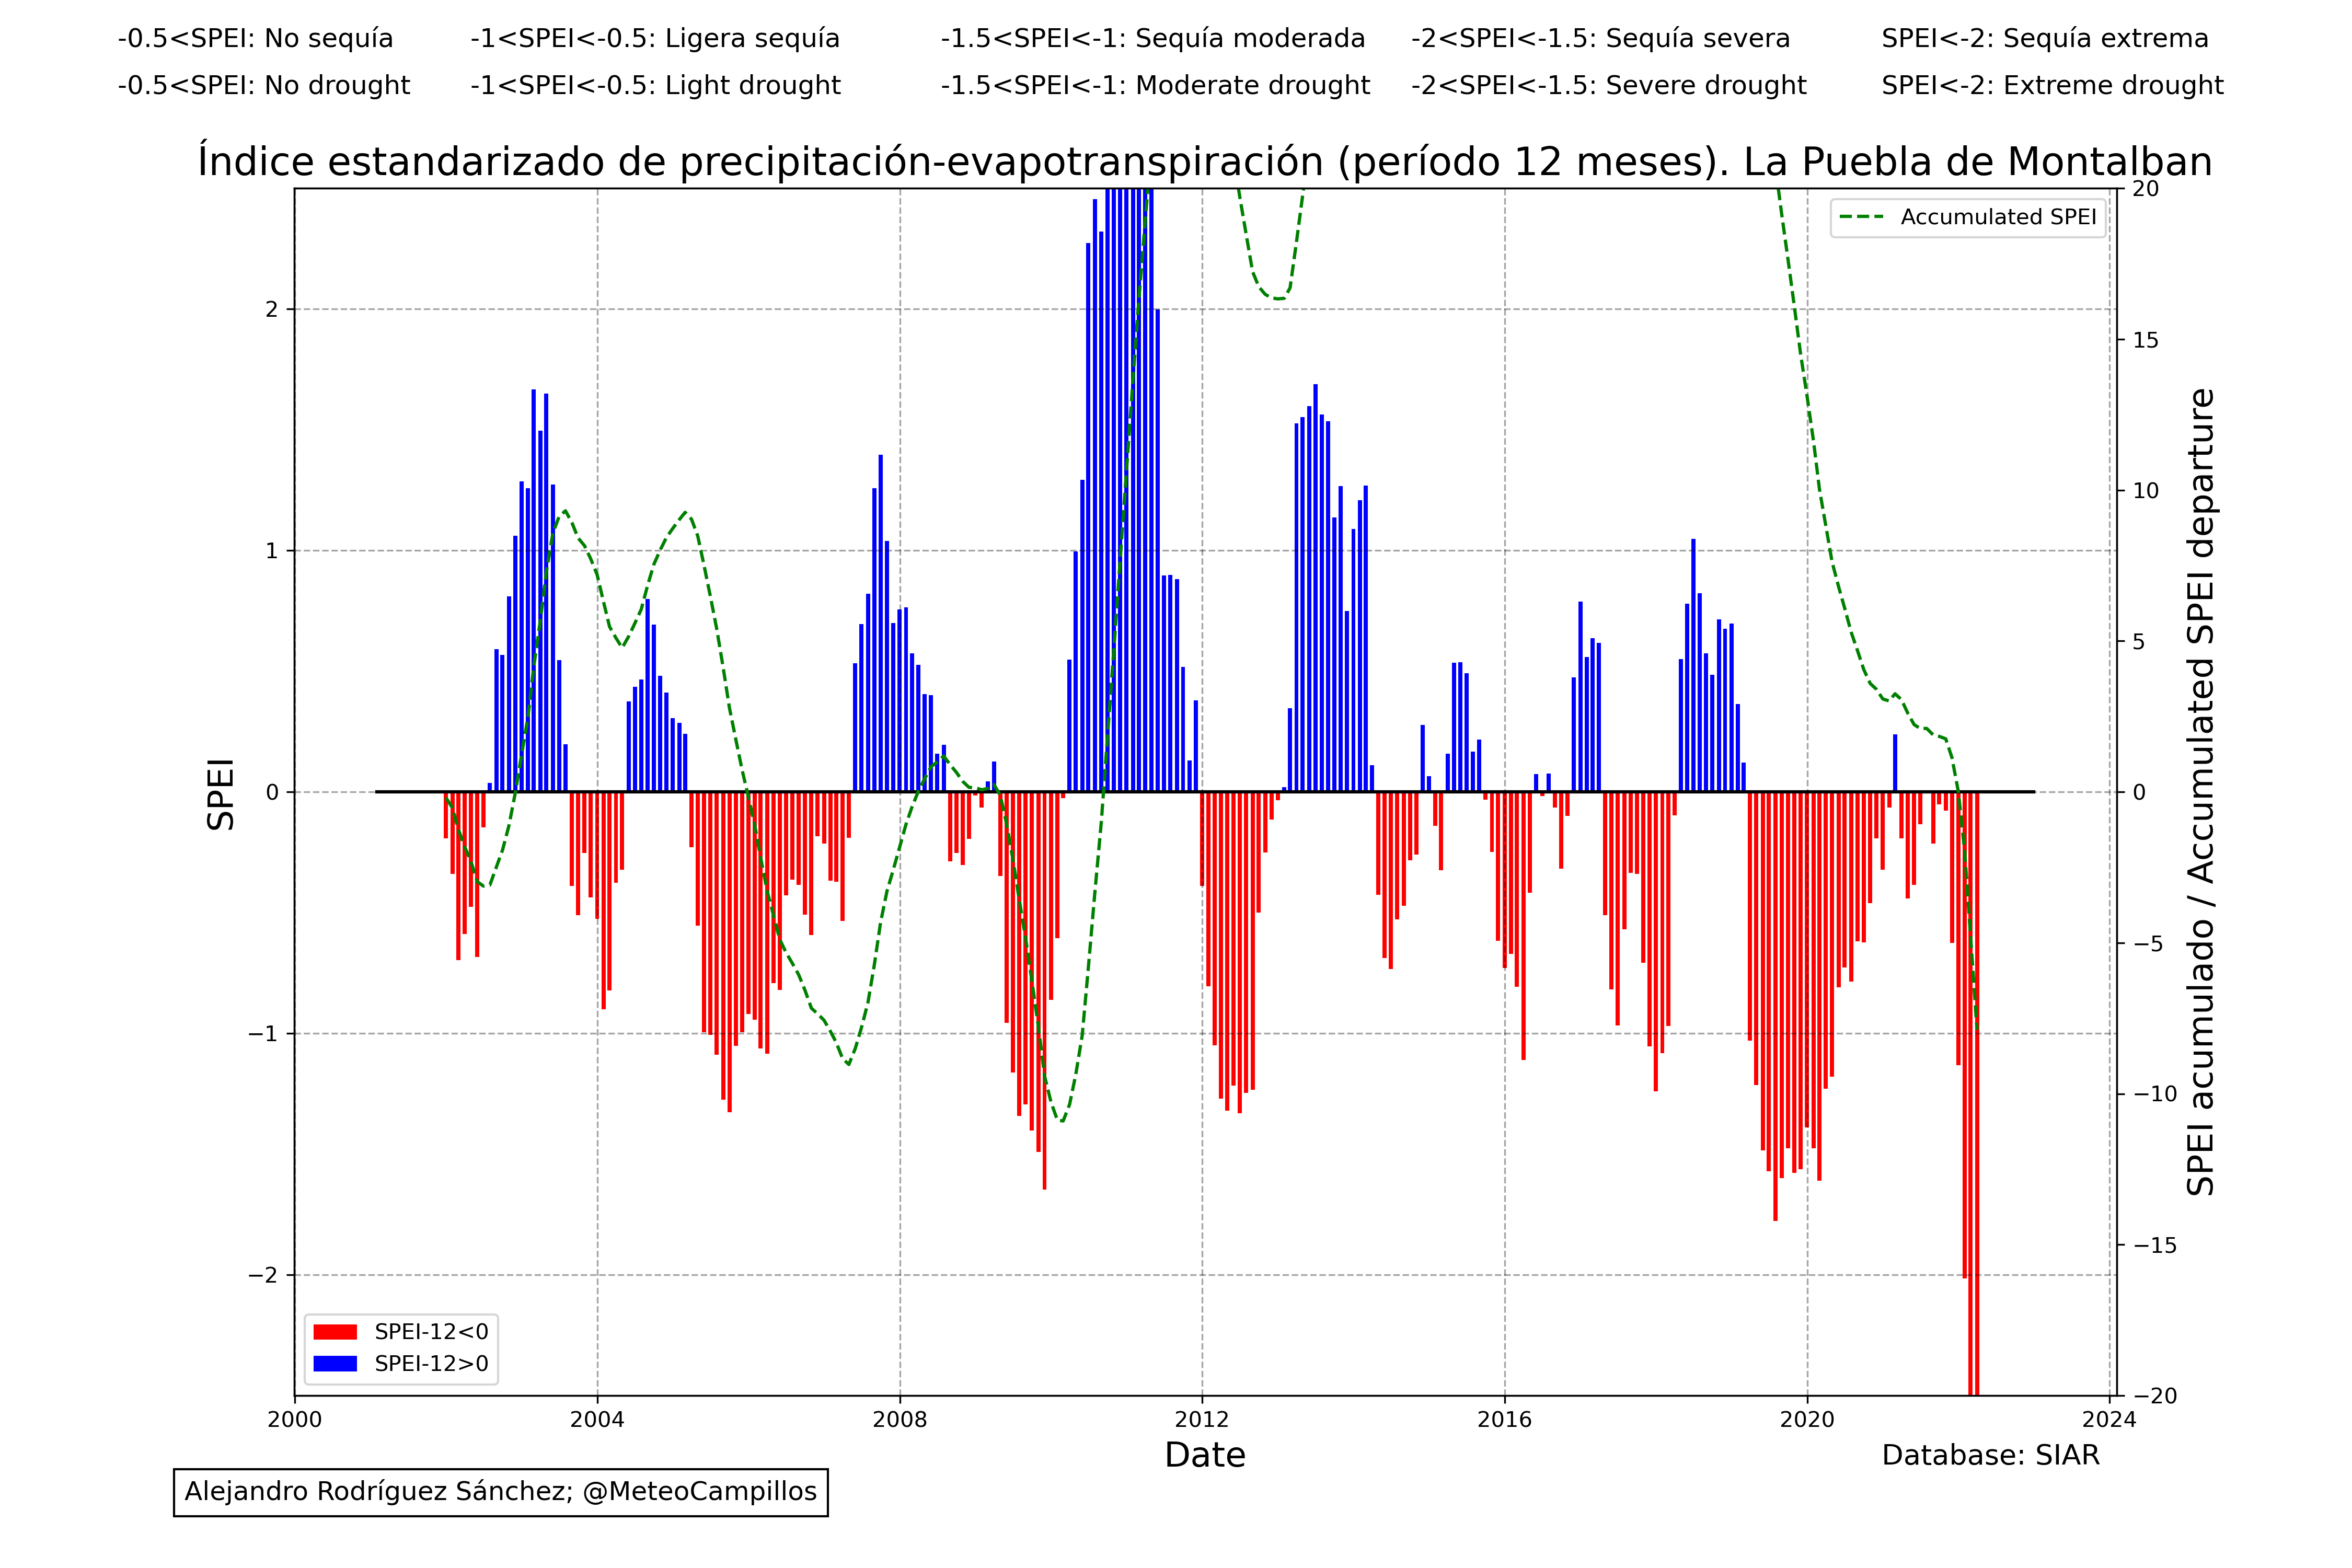 -0.5<SPEI: No sequía -1<SPEI<-0.5: Ligera sequía -1.5<SPEI<-1: Sequía moderada -2<SPEI<-1.5: Sequía severa SPEI<-2: Sequía extrema
-0.5<SPEI: No drought -1<SPEI<-0.5: Light drought -1.5<SPEI<-1: Moderate drought -2<SPEI<-1.5: Severe drought SPEI<-2: Extreme drought
Índice estandarizado de precipitación-evapotranspiración (período 12 meses). La Puebla de Montalban
Accumulated SPEI
SPEI
2
1
0
−1
−2
20
15
10
5
0
−5
−10
−15
−20
SPEI acumulado / Accumulated SPEI departure
SPEI-12<0
SPEI-12>0
2000 2004 2008 2012 2016 2020 2024
Date
Database: SIAR
Alejandro Rodríguez Sánchez; @MeteoCampillos